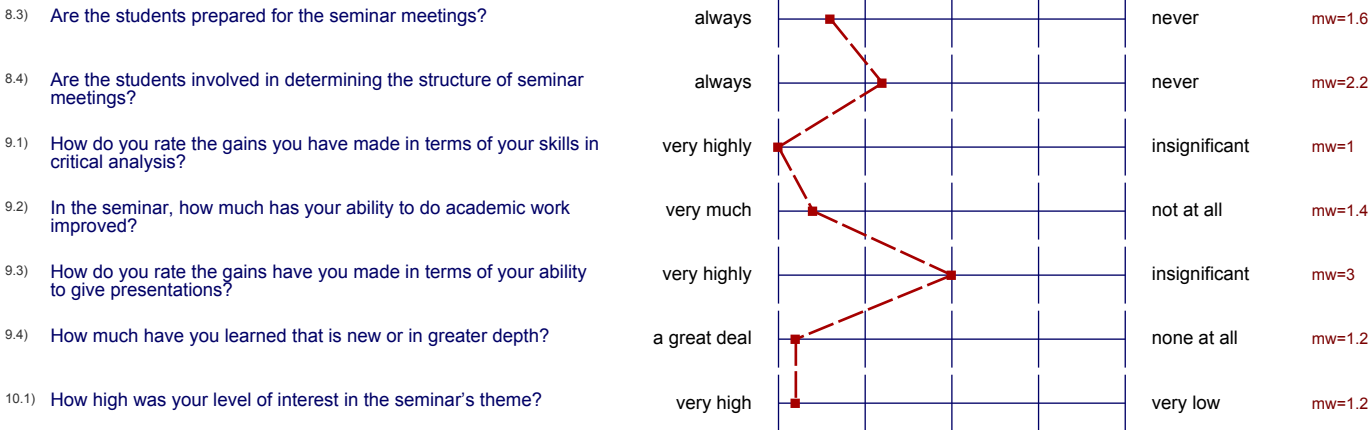 8.3) Are the students prepared for the seminar meetings? always never mw=1.6
8.4) Are the students involved in determining the structure of seminar
meetings? always never mw=2.2
9.1) How do you rate the gains you have made in terms of your skills in
critical analysis? very highly insignificant mw=1
9.2) In the seminar, how much has your ability to do academic work
improved? very much not at all mw=1.4
9.3) How do you rate the gains have you made in terms of your ability
to give presentations? very highly insignificant mw=3
9.4) How much have you learned that is new or in greater depth? a great deal none at all mw=1.2
10.1) How high was your level of interest in the seminar's theme? very high very low mw=1.2